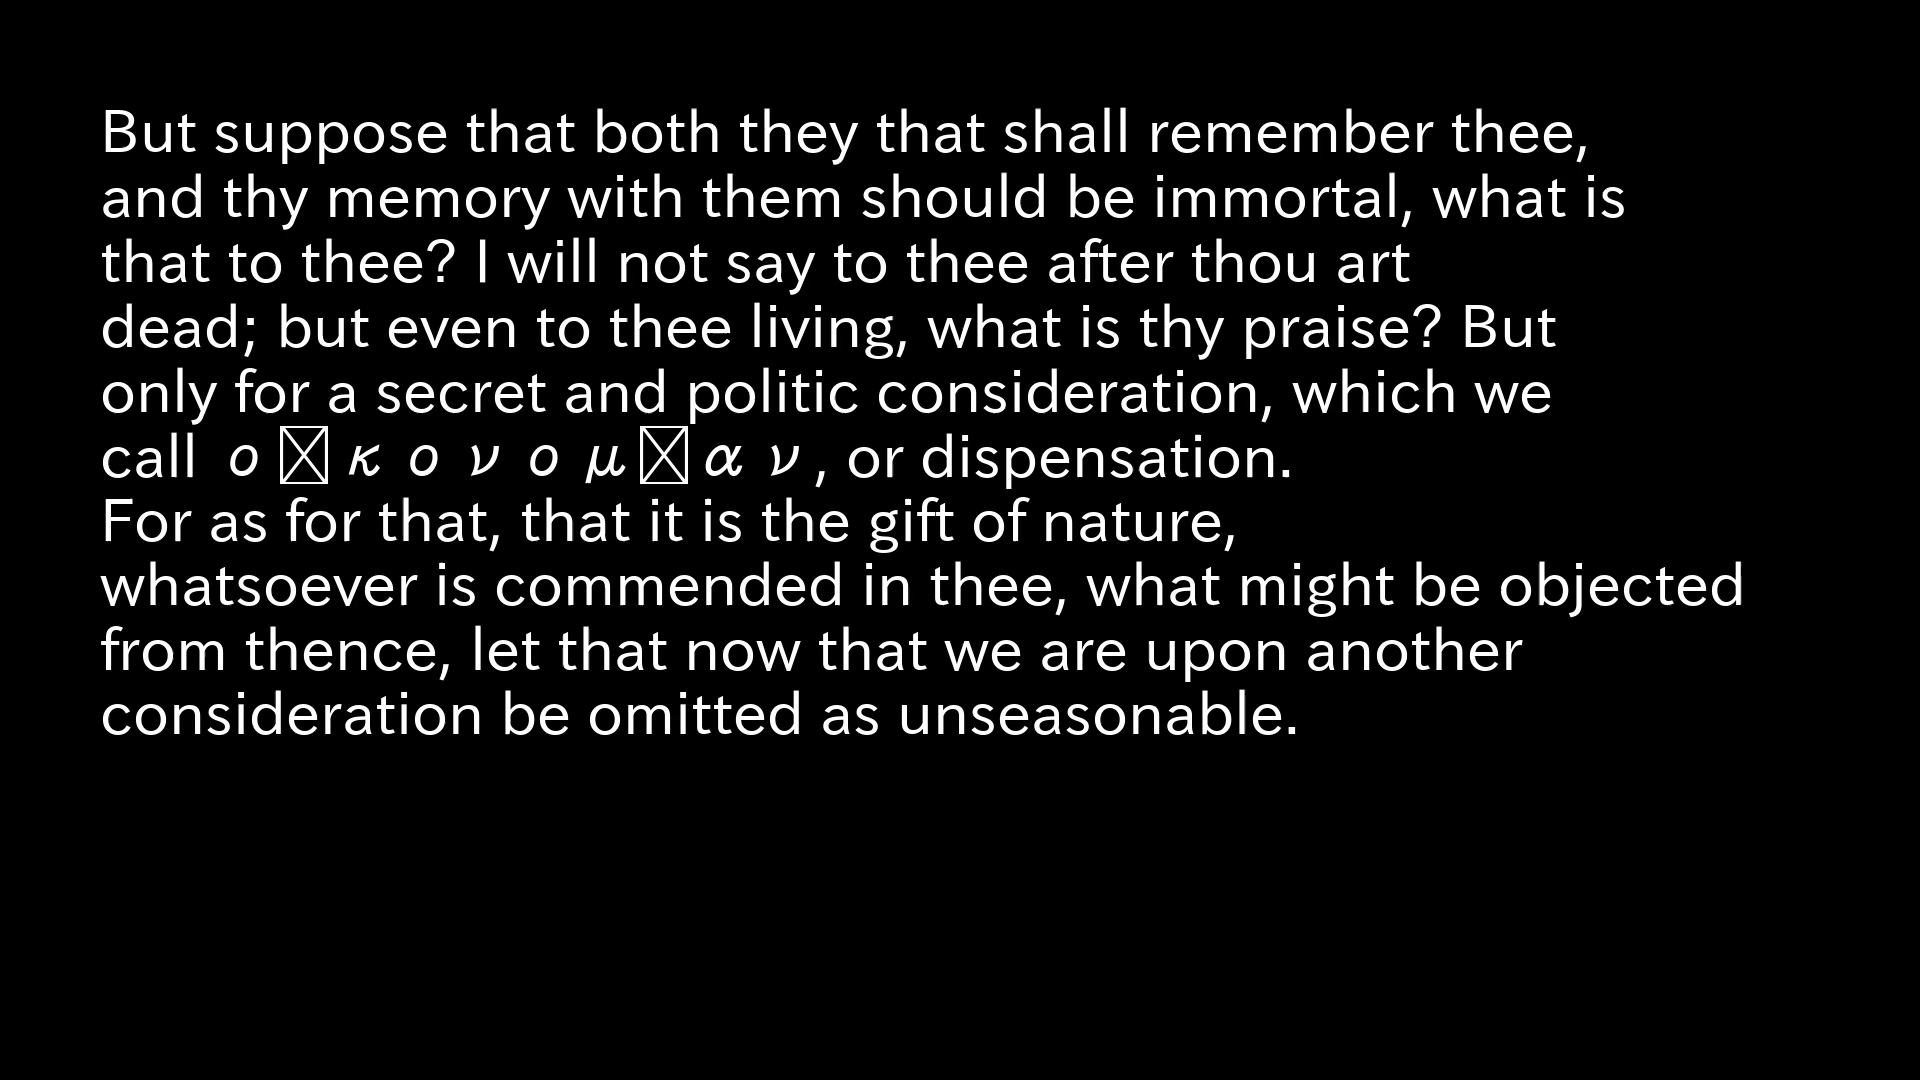 But suppose that both they that shall remember thee,
and thy memory with them should be immortal, what is
that to thee? I will not say to thee after thou art
dead; but even to thee living, what is thy praise? But
only for a secret and politic consideration, which we
call ο☒κονομ☒αν, or dispensation.
For as for that, that it is the gift of nature,
whatsoever is commended in thee, what might be objected
from thence, let that now that we are upon another
consideration be omitted as unseasonable.